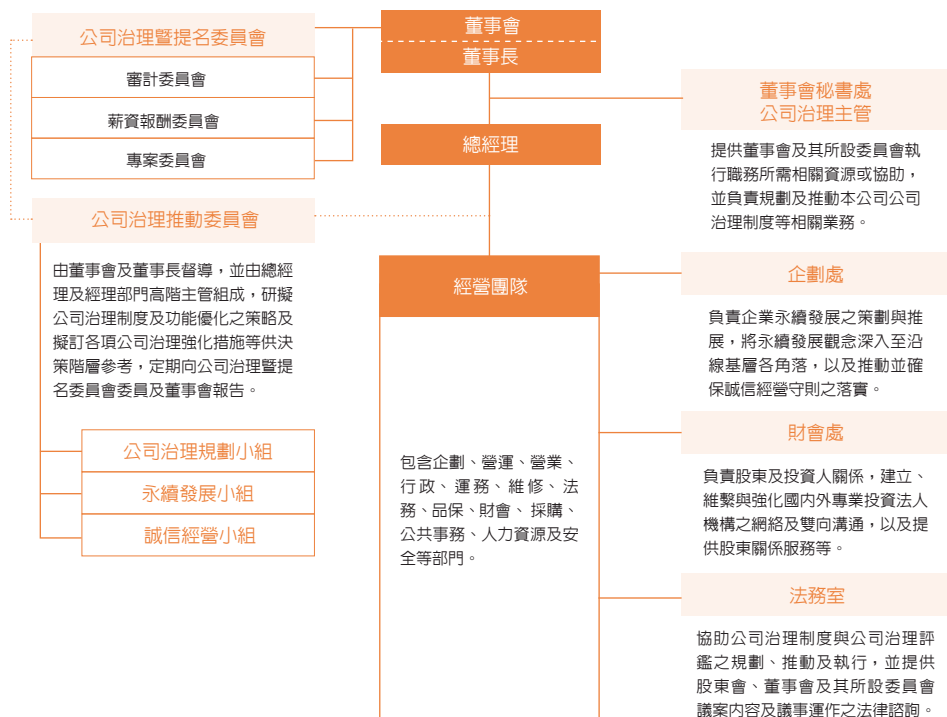 董事會
董事長
總經理
公司治理暨提名委員會
審計委員會
薪資報酬委員會
專案委員會
公司治理推動委員會
由董事會及董事長督導，並由總經
理及經理部門高階主管組成，研擬
公司治理制度及功能優化之策略及
擬訂各項公司治理強化措施等供決
策階層參考，定期向公司治理暨提
名委員會委員及董事會報告。
公司治理規劃小組
永續發展小組
誠信經營小組
經營團隊
包含企劃、營運、營業、
行政、運務、維修、法
務、品保、財會、採購、
公共事務、人力資源及安
全等部門。
董事會秘書處
公司治理主管
提供董事會及其所設委員會執
行職務所需相關資源或協助，
並負責規劃及推動本公司公司
治理制度等相關業務。
企劃處
負責企業永續發展之策劃與推
展，將永續發展觀念深入至沿
線基層各角落，以及推動並確
保誠信經營守則之落實。
財會處
負責股東及投資人關係，建立、
維繫與強化國內外專業投資法人
機構之網絡及雙向溝通，以及提
供股東關係服務等。
法務室
協助公司治理制度與公司治理評
鑑之規劃、推動及執行，並提供
股東會、董事會及其所設委員會
議案內容及議事運作之法律諮詢。